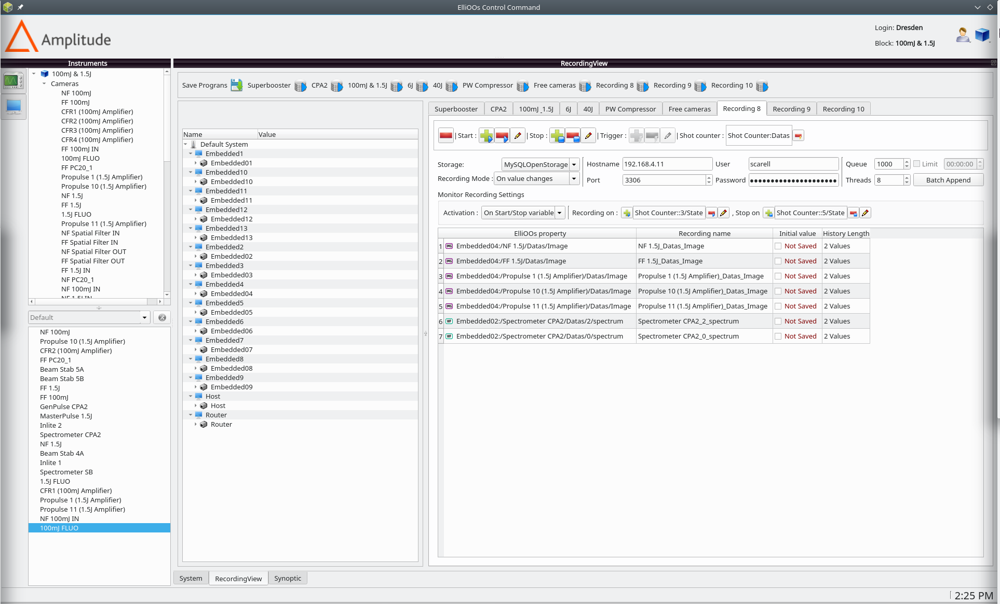 ElliOOs Control Command
Amplitude
Login: Dresden
Block: 100mJ & 1.5J
Instruments
100mJ & 1.5J
Cameras
NF 100mJ
FF 100mJ
CFR1 (100mJ Amplifier)
CFR2 (100mJ Amplifier)
CFR3 (100mJ Amplifier)
CFR4 (100mJ Amplifier)
FF 100mJ IN
100mJ FLUO
FF PC20_1
Propulse 1 (1.5J Amplifier)
Propulse 10 (1.5J Amplifier)
NF 1.5J
FF 1.5J
1.5J FLUO
Propulse 11 (1.5J Amplifier)
NF Spatial Filter IN
FF Spatial Filter IN
NF Spatial Filter OUT
FF Spatial Filter OUT
FF 1.5J IN
NF PC20_1
NF 100mJ IN
NF 1.5J IN
Default
NF 100mJ
Propulse 10 (1.5J Amplifier)
CFR2 (100mJ Amplifier)
FF PC20_1
Beam Stab 5A
Beam Stab 5B
FF 1.5J
FF 100mJ
GenPulse CPA2
MasterPulse 1.5J
Inlite 2
Spectrometer CPA2
NF 1.5J
Beam Stab 4A
Inlite 1
Spectrometer SB
1.5J FLUO
CFR1 (100mJ Amplifier)
Propulse 1 (1.5J Amplifier)
Propulse 11 (1.5J Amplifier)
NF 100mJ IN
100mJ FLUO
RecordingView
Save Prograns Superbooster CPA2 100mJ & 1.5J 6J 40J PW Compressor Free cameras Recording 8 Recording 9 Recording 10
Name Value
Default System
Embedded1
Embedded01
Embedded10
Embedded10
Embedded11
Embedded11
Embedded12
Embedded12
Embedded13
Embedded13
Embedded2
Embedded02
Embedded3
Embedded03
Embedded4
Embedded04
Embedded5
Embedded05
Embedded6
Embedded06
Embedded7
Embedded07
Embedded8
Embedded08
Embedded9
Embedded09
Host
Host
Router
Router
Superbooster CPA2 100mJ_1.5J 6J 40J PW Compressor Free cameras Recording 8 Recording 9 Recording 10
|Start : |Stop : |Trigger : |Shot counter : Shot Counter:Datas
Storage: MySQLOpenStorage Hostname 192.168.4.11 User scarell Queue 1000 Limit 00:00:00
Recording Mode : On value changes Port 3306 Password ●●●●●●●●●●●●●●●●●●●●● Threads 8 Batch Append
Monitor Recording Settings
Activation : On Start/Stop variable Recording on : Shot Counter::3/State , Stop on Shot Counter::5/State
ElliOOs property Recording name Initial value History Length
1 IMG Embedded04:/NF 1.5J/Datas/Image NF 1.5J_Datas_Image Not Saved 2 Values
2 IMG Embedded04:/FF 1.5J/Datas/Image FF 1.5J_Datas_Image Not Saved 2 Values
3 IMG Embedded04:/Propulse 1 (1.5J Amplifier)/Datas/Image Propulse 1 (1.5J Amplifier)_Datas_Image Not Saved 2 Values
4 IMG Embedded04:/Propulse 10 (1.5J Amplifier)/Datas/Image Propulse 10 (1.5J Amplifier)_Datas_Image Not Saved 2 Values
5 IMG Embedded04:/Propulse 11 (1.5J Amplifier)/Datas/Image Propulse 11 (1.5J Amplifier)_Datas_Image Not Saved 2 Values
6 WF Embedded02:/Spectrometer CPA2/Datas/2/spectrum Spectrometer CPA2_2_spectrum Not Saved 2 Values
7 WF Embedded02:/Spectrometer CPA2/Datas/0/spectrum Spectrometer CPA2_0_spectrum Not Saved 2 Values
System RecordingView Synoptic
2:25 PM